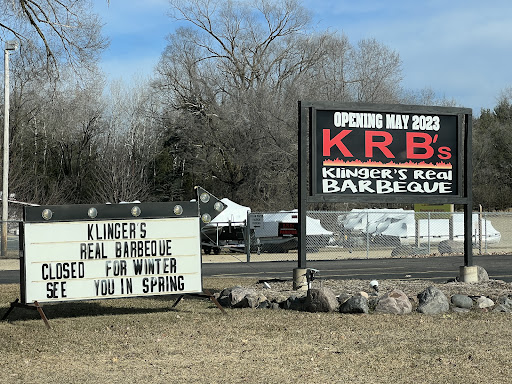 KLINGER'S
REAL BARBEQUE
CLOSED FOR WINTER
SEE YOU IN SPRING
OPENING MAY 2023
KRB's
KLiNGER's ReaL
BARBEQUE